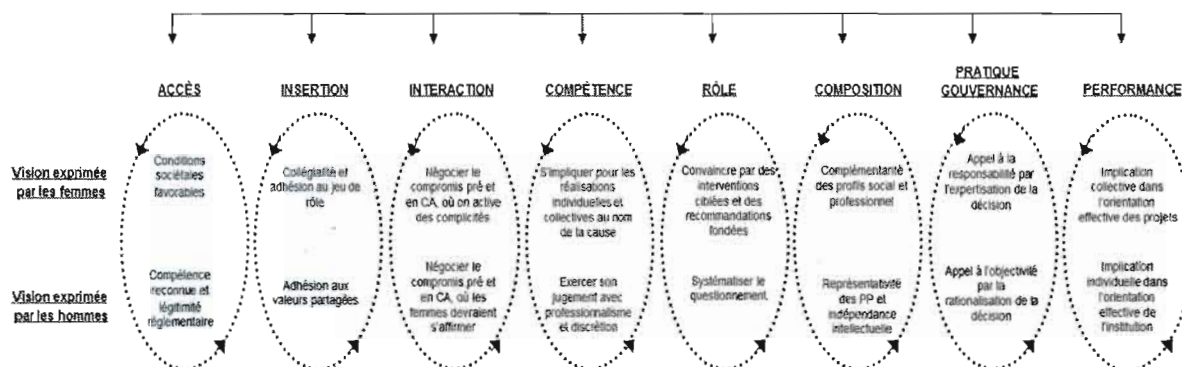 ACCÈS
INSERTION
INTERACTION
COMPÉTENCE
RÔLE
COMPOSITION
PRATIQUE
GOUVERNANCE
PERFORMANCE
Vision exprimée
par les femmes
Conditions
sociétales
favorables
Collégialité et
adhésion au jeu de
rôle
Négocier le
compromis pré et
en CA, où on active
des complicités
S'impliquer pour les
réalisations
individuelles et
collectives au nom
de la cause
Convaincre par des
interventions
ciblées et des
recommandations
fondées
Complémentarité
des profils social et
professionnel
Appel à la
responsabilité par
l'expertisation de la
décision
Implication
collective dans
l'orientation
effective des projets
Vision exprimée
par les hommes
Compétence
reconnue et
légitimité
réglementaire
Adhésion aux
valeurs partagées
Négocier le
compromis pré et
en CA, où les
femmes devraient
s'affirmer
Exercer son
jugement avec
professionnalisme
et discrétion
Systématiser le
questionnement.
Représentativité
des PP et
indépendance
intellectuelle
Appel à l'objectivité
par la
rationalisation de la
décision
Implication
individuelle dans
l'orientation
effective de
l'institution